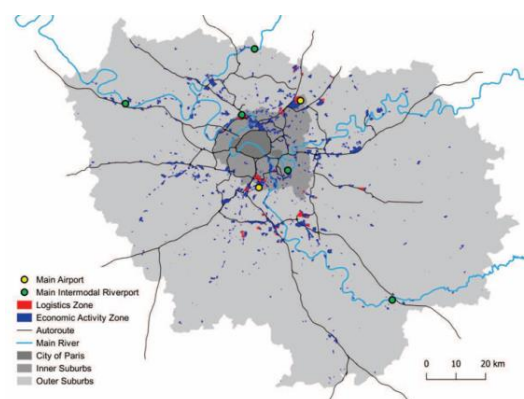 Main Airport
Main Intermodal Riverport
Logistics Zone
Economic Activity Zone
Autoroute
Main River
City of Paris
Inner Suburbs
Outer Suburbs
0 10 20 km